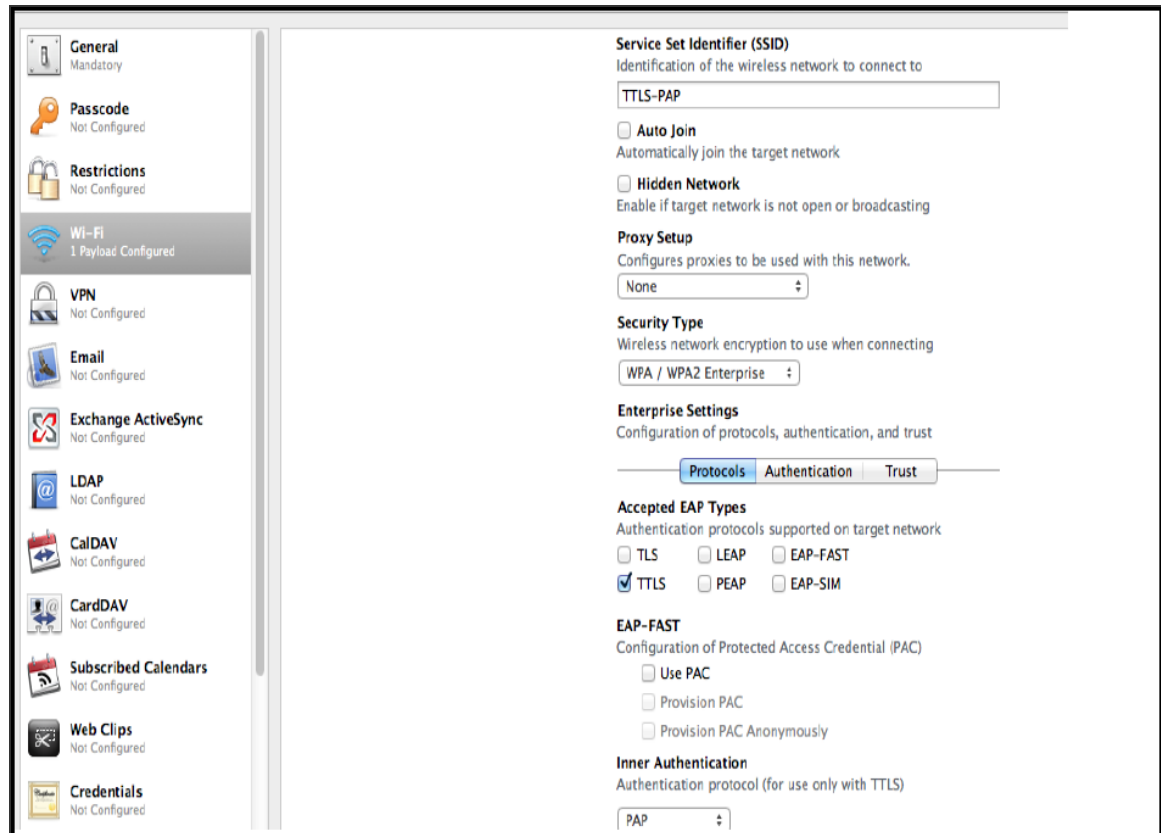 General
Mandatory
Passcode
Not Configured
Restrictions
Not Configured
Wi-Fi
1 Payload Configured
VPN
Not Configured
Email
Not Configured
Exchange ActiveSync
Not Configured
LDAP
Not Configured
CalDAV
Not Configured
CardDAV
Not Configured
Subscribed Calendars
Not Configured
Web Clips
Not Configured
Credentials
Not Configured
Service Set Identifier (SSID)
Identification of the wireless network to connect to
TTLS-PAP
Auto Join
Automatically join the target network
Hidden Network
Enable if target network is not open or broadcasting
Proxy Setup
Configures proxies to be used with this network.
None
Security Type
Wireless network encryption to use when connecting
WPA / WPA2 Enterprise
Enterprise Settings
Configuration of protocols, authentication, and trust
Protocols Authentication Trust
Accepted EAP Types
Authentication protocols supported on target network
TLS LEAP EAP-FAST
TTLS PEAP EAP-SIM
EAP-FAST
Configuration of Protected Access Credential (PAC)
Use PAC
Provision PAC
Provision PAC Anonymously
Inner Authentication
Authentication protocol (for use only with TTLS)
PAP